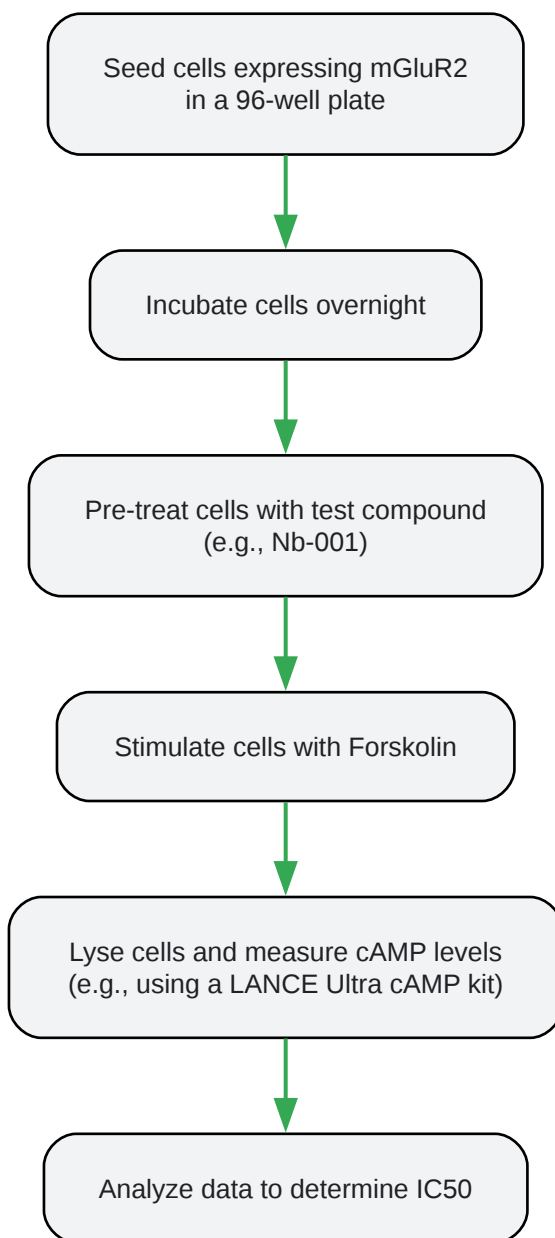 Seed cells expressing mGluR2
in a 96-well plate
Incubate cells overnight
Pre-treat cells with test compound
(e.g., Nb-001)
Stimulate cells with Forskolin
Lyse cells and measure cAMP levels
(e.g., using a LANCE Ultra cAMP kit)
Analyze data to determine IC50